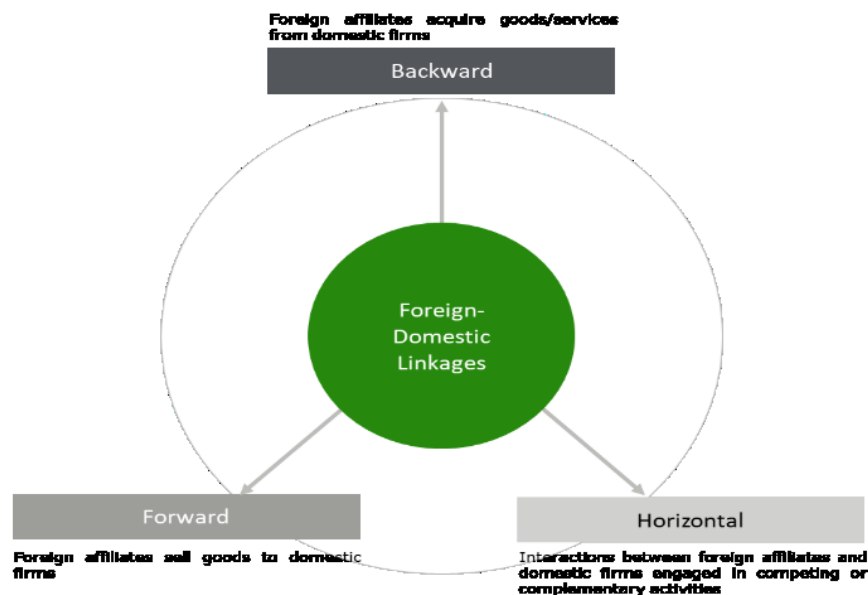 Foreign affiliates acquire goods/services
from domestic firms
Backward
Foreign-
Domestic
Linkages
Forward
Foreign affiliates sell goods to domestic
firms
Horizontal
Interactions between foreign affiliates and
domestic firms engaged in competing or
complementary activities